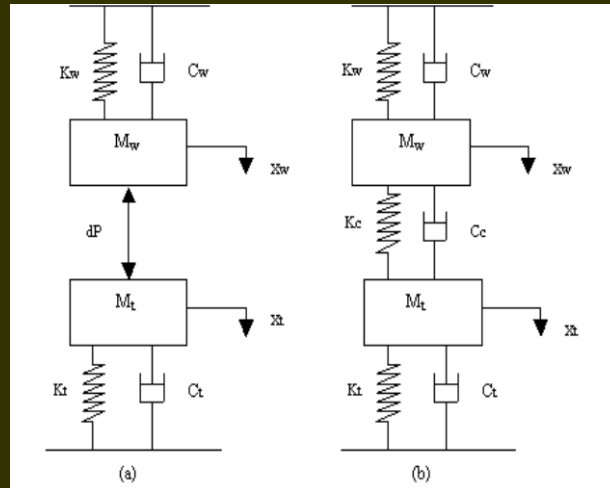 Kw Cw Kw Cw
Mw Mw
xw xw
dP Kc Cc
Mt Mt
xt xt
Kt Ct Kt Ct
(a) (b)